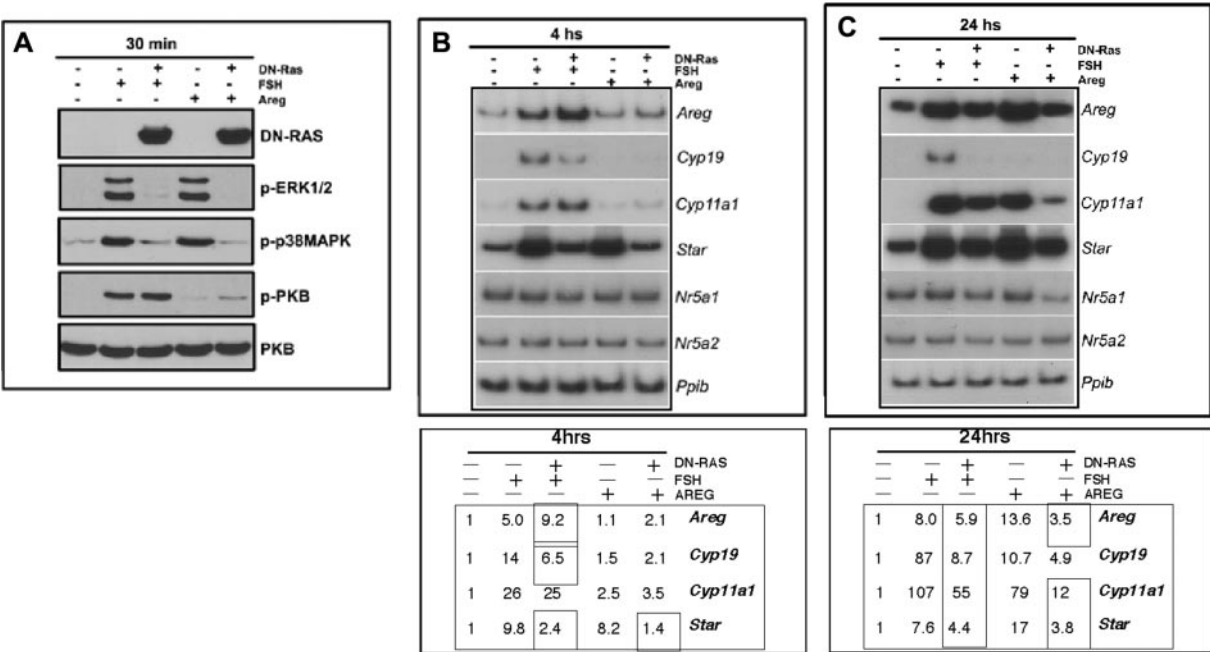 A
30 min
- - + - + DN-Ras
- + + - - FSH
- - - + + Areg
DN-RAS
p-ERK1/2
p-p38MAPK
p-PKB
PKB
B
4 hs
- - + - + DN-Ras
- + + - - FSH
- - - + + Areg
Areg
Cyp19
Cyp11a1
Star
Nr5a1
Nr5a2
Ppib
4hrs
— — + — + DN-RAS
— + + — — FSH
— — — + + AREG
1 5.0 9.2 1.1 2.1 Areg
1 14 6.5 1.5 2.1 Cyp19
1 26 25 2.5 3.5 Cyp11a1
1 9.8 2.4 8.2 1.4 Star
C
24 hs
- - + - + DN-Ras
- + + - - FSH
- - - + + Areg
Areg
Cyp19
Cyp11a1
Star
Nr5a1
Nr5a2
Ppib
24hrs
— — + — + DN-RAS
— + + — — FSH
— — — + + AREG
1 8.0 5.9 13.6 3.5 Areg
1 87 8.7 10.7 4.9 Cyp19
1 107 55 79 12 Cyp11a1
1 7.6 4.4 17 3.8 Star